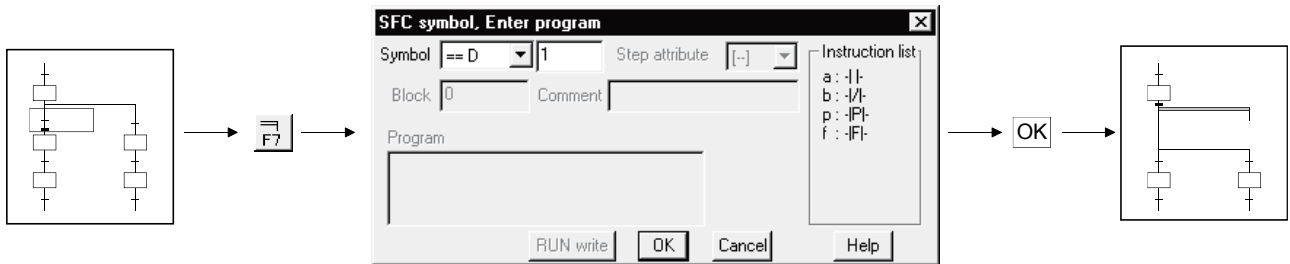 F7
SFC symbol, Enter program
Symbol == D 1 Step attribute [--]
Block 0 Comment
Program
Instruction list
a : -| |-
b : -|/|-
p : -|P|-
f : -|F|-
RUN write OK Cancel Help
OK